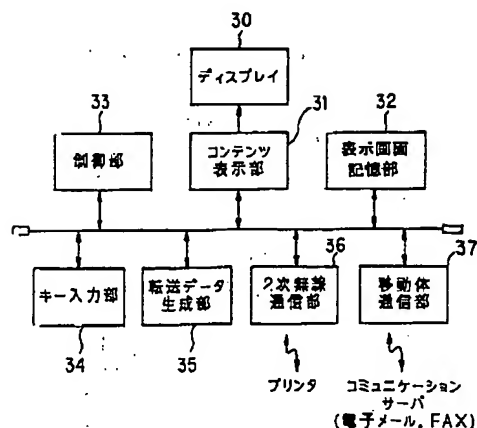 30
ディスプレイ
33
制御部
31
コンテンツ
表示部
32
表示画面
記憶部
キー入力部
34
転送データ
生成部
35
36
2次無線
通信部
37
移動体
通信部
プリンタ
コミュニケーション
サーバ
(電子メール, FAX)